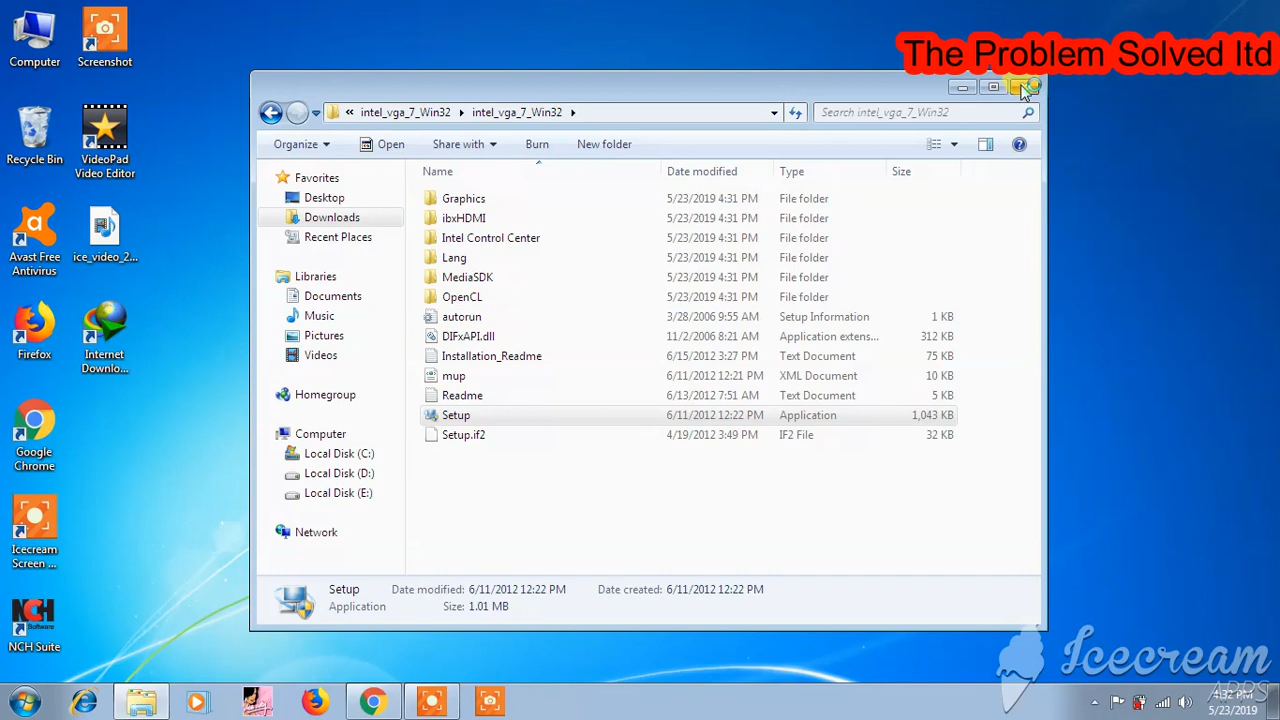 The Problem Solved ltd
Computer
Screenshot
Recycle Bin
VideoPad
Video Editor
Avast Free
Antivirus
ice_video_2...
Firefox
Internet
Downlo...
Google
Chrome
Icecream
Screen ...
NCH
Software
NCH Suite
« intel_vga_7_Win32 intel_vga_7_Win32
Search intel_vga_7_Win32
Organize Open Share with Burn New folder
Favorites
Desktop
Downloads
Recent Places
Libraries
Documents
Music
Pictures
Videos
Homegroup
Computer
Local Disk (C:)
Local Disk (D:)
Local Disk (E:)
Network
Name Date modified Type Size
Graphics 5/23/2019 4:31 PM File folder
ibxHDMI 5/23/2019 4:31 PM File folder
Intel Control Center 5/23/2019 4:31 PM File folder
Lang 5/23/2019 4:31 PM File folder
MediaSDK 5/23/2019 4:31 PM File folder
OpenCL 5/23/2019 4:31 PM File folder
autorun 3/28/2006 9:55 AM Setup Information 1 KB
DIFxAPI.dll 11/2/2006 8:21 AM Application extens... 312 KB
Installation_Readme 6/15/2012 3:27 PM Text Document 75 KB
mup 6/11/2012 12:21 PM XML Document 10 KB
Readme 6/13/2012 7:51 AM Text Document 5 KB
Setup 6/11/2012 12:22 PM Application 1,043 KB
Setup.if2 4/19/2012 3:49 PM IF2 File 32 KB
Setup Date modified: 6/11/2012 12:22 PM Date created: 6/11/2012 12:22 PM
Application Size: 1.01 MB
Icecream
APPS
4:32 PM
5/23/2019